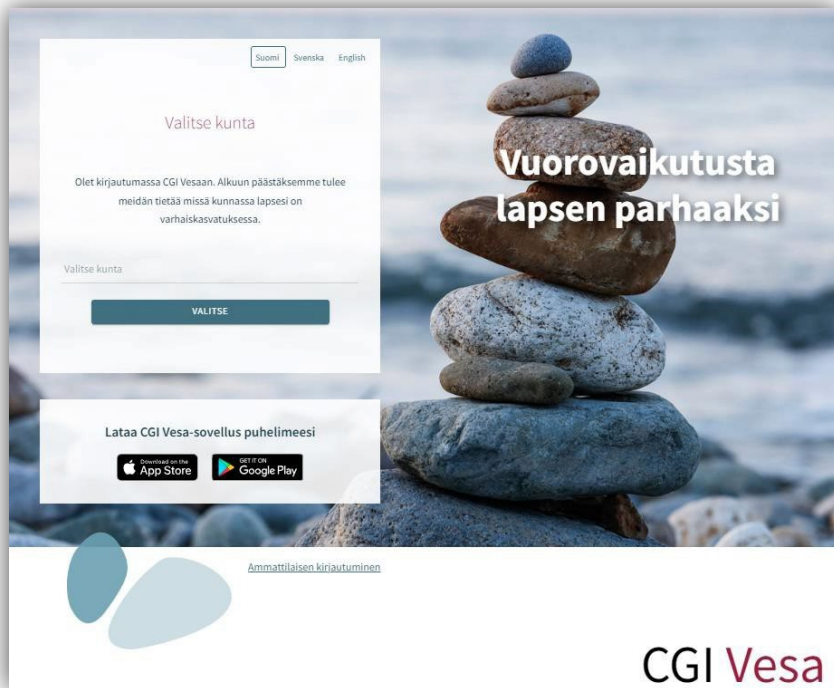 Suomi Svenska English
Valitse kunta
Olet kirjautumassa CGI Vesaan. Alkuun päästäksemme tulee
meidän tietää missä kunnassa lapsesi on
varhaiskasvatuksessa.
Valitse kunta
VALITSE
Vuorovaikutusta
lapsen parhaaksi
Lataa CGI Vesa-sovellus puhelimeesi
Download on the
App Store
GET IT ON
Google Play
Ammattilaisen kirjautuminen
CGI Vesa